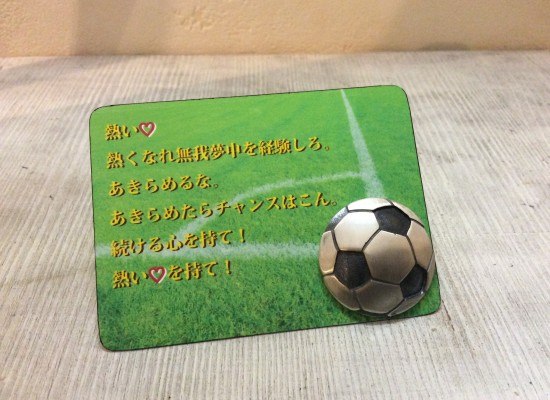 熱い♡
熱くなれ無我夢中を経験しろ。
あきらめるな。
あきらめたらチャンスはこん。
続ける心を持て！
熱い♡を持て！